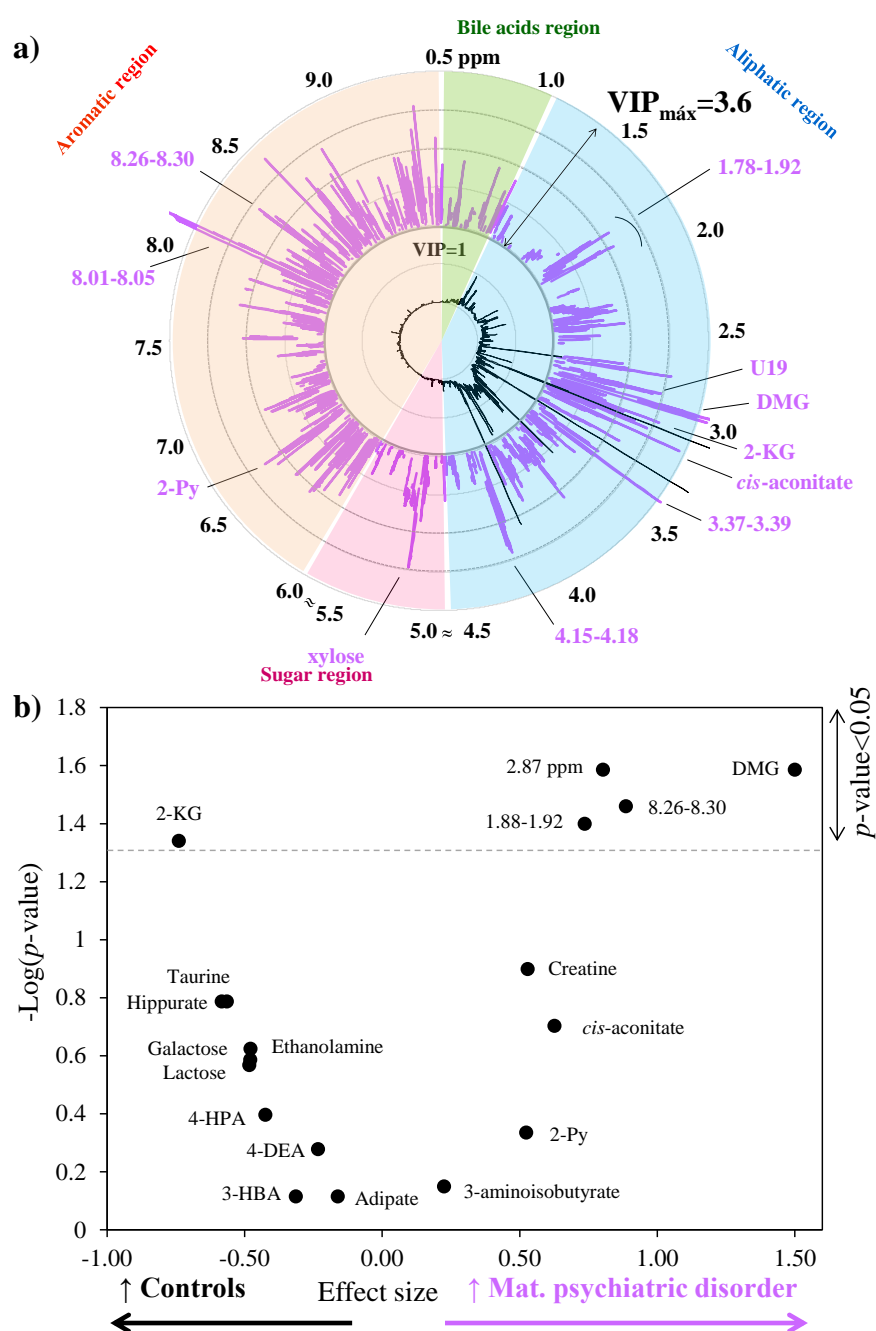 a)
Bile acids region
Aromatic region
0.5 ppm
Aliphatic region
9.0
1.0
VIPmáx=3.6
1.5
8.5
8.26-8.30
1.78-1.92
2.0
8.0
VIP=1
8.01-8.05
7.5
2.5
U19
DMG
7.0
3.0
2-KG
cis-aconitate
2-Py
3.37-3.39
6.5
3.5
6.0
≈
5.5
4.0
5.0 ≈ 4.5
4.15-4.18
xylose
Sugar region
b)
1.8
1.6
1.4
1.2
1
0.8
0.6
0.4
0.2
0
-Log(p-value)
p-value<0.05
2.87 ppm
DMG
2-KG
1.88-1.92
8.26-8.30
Creatine
Taurine
Hippurate
cis-aconitate
Galactose
Ethanolamine
Lactose
4-HPA
2-Py
4-DEA
3-HBA
Adipate
3-aminoisobutyrate
-1.00 -0.50 0.00 0.50 1.00 1.50
↑ Controls
Effect size
↑ Mat. psychiatric disorder